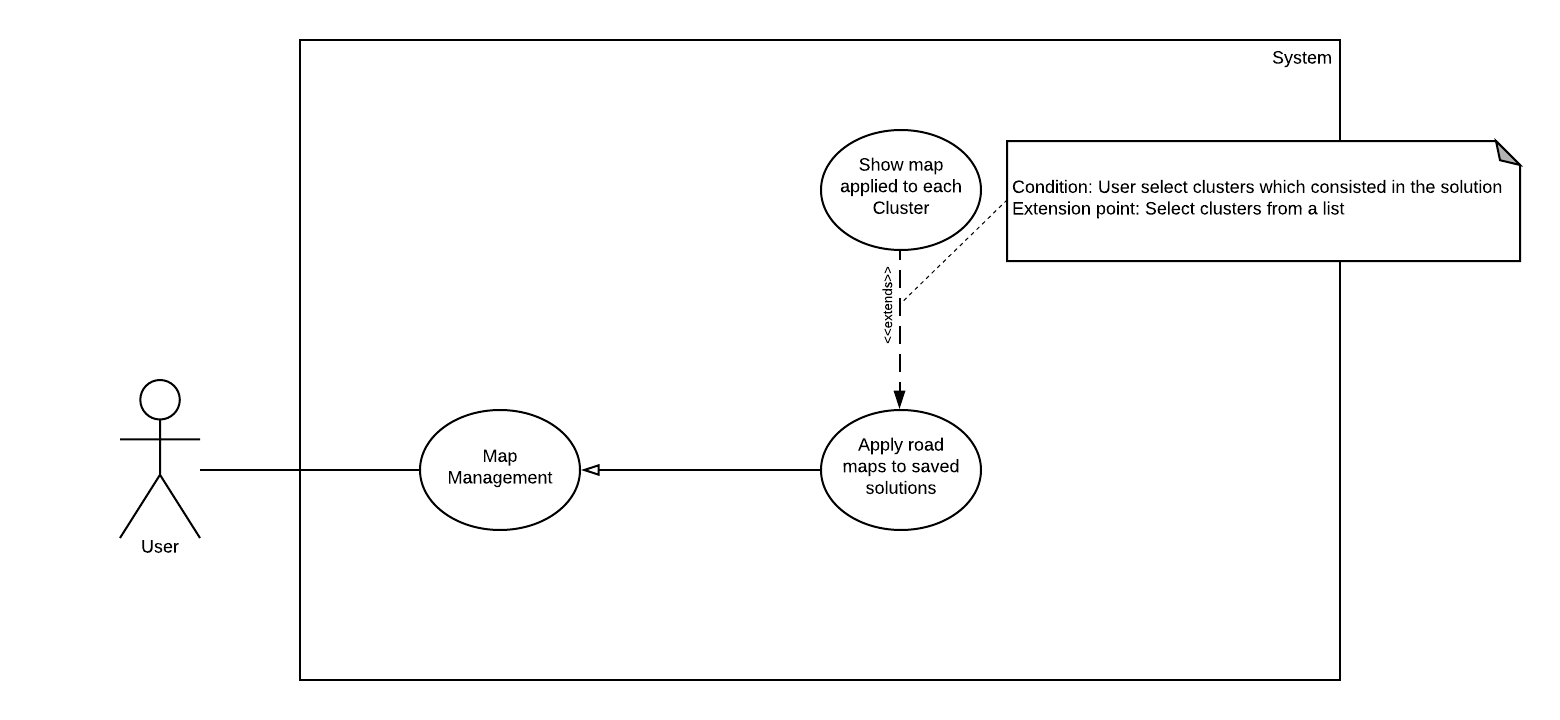 System
Show map
applied to each
Cluster
Condition: User select clusters which consisted in the solution
Extension point: Select clusters from a list
<<extends>>
Map
Management
Apply road
maps to saved
solutions
User